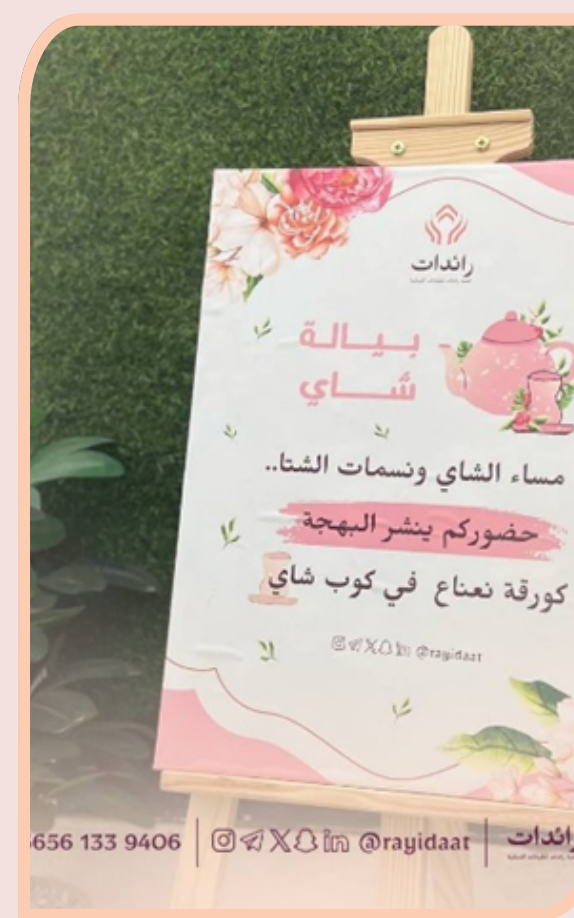 رائدات
بيالة
شاي
مساء الشاي ونسمات الشتا..
حضوركم ينشر البهجة
كورقة نعناع في كوب شاي
@rayidaat
656 133 9406 | @rayidaat | رائدات